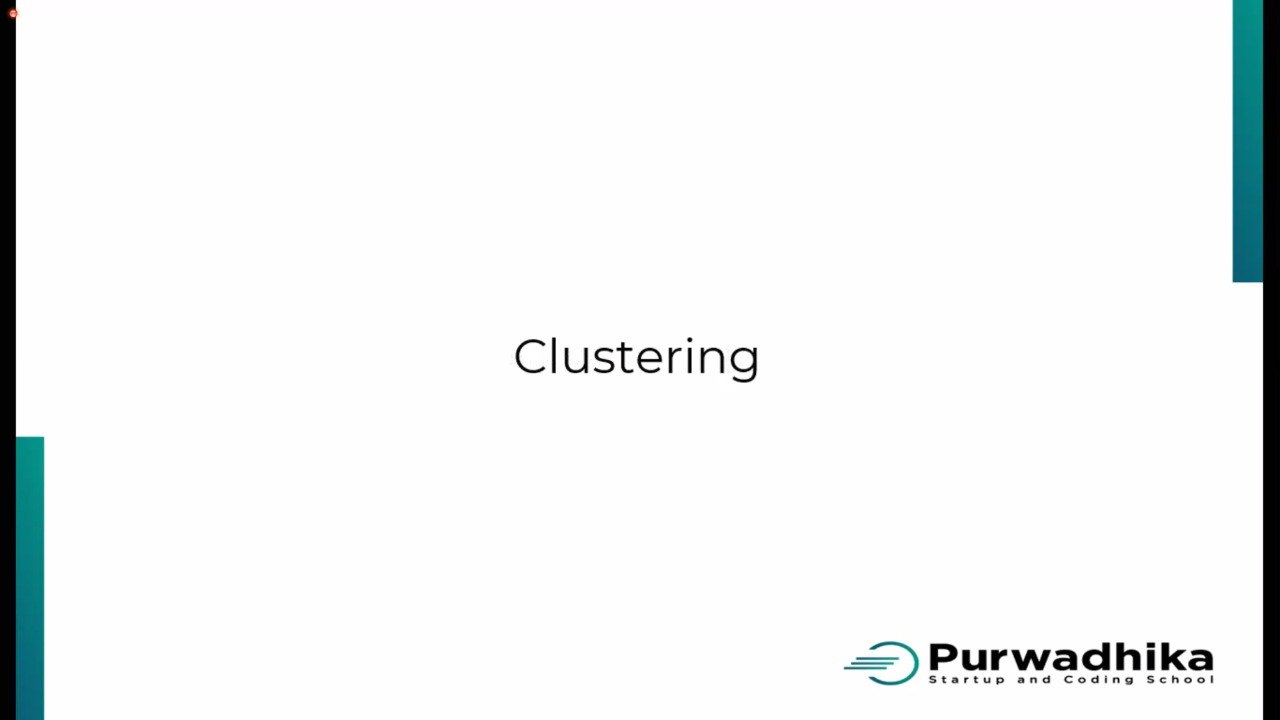 Clustering
Purwadhika
Startup and Coding School